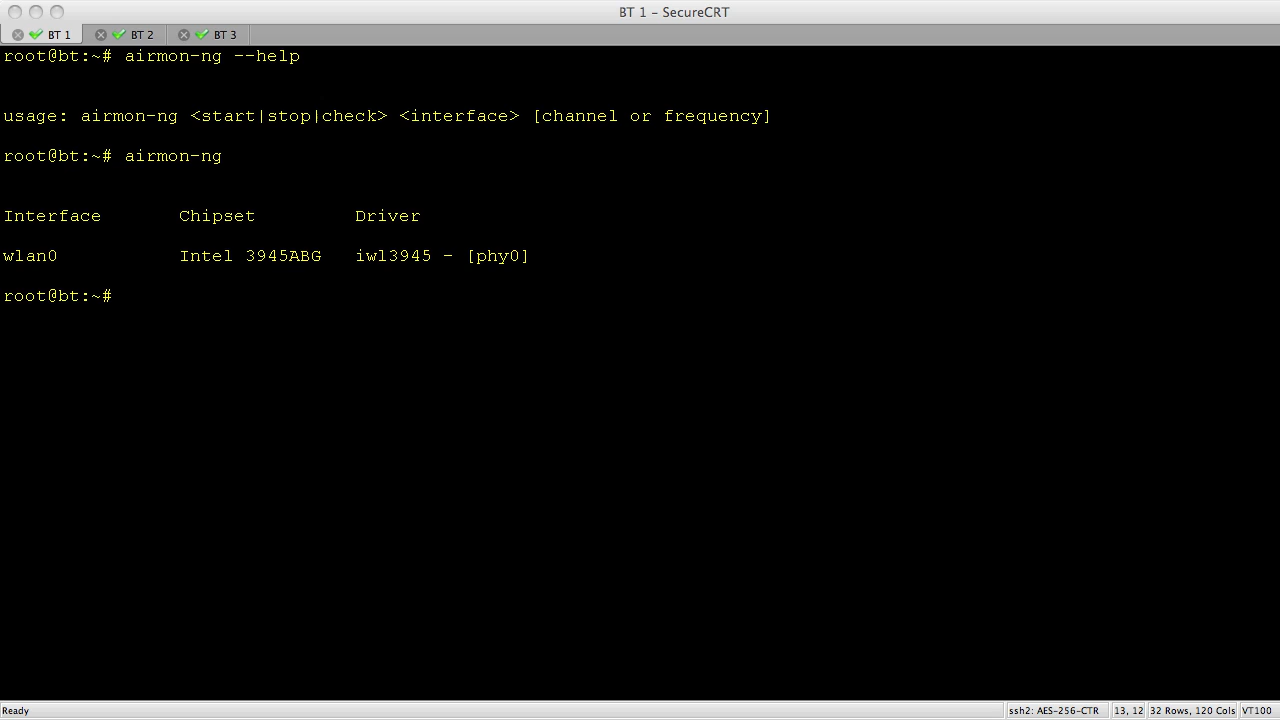 BT 1 – SecureCRT
BT 1 BT 2 BT 3
root@bt:~# airmon-ng --help
usage: airmon-ng <start|stop|check> <interface> [channel or frequency]
root@bt:~# airmon-ng
Interface Chipset Driver
wlan0 Intel 3945ABG iwl3945 - [phy0]
root@bt:~#
Ready ssh2: AES-256-CTR 13, 12 32 Rows, 120 Cols VT100